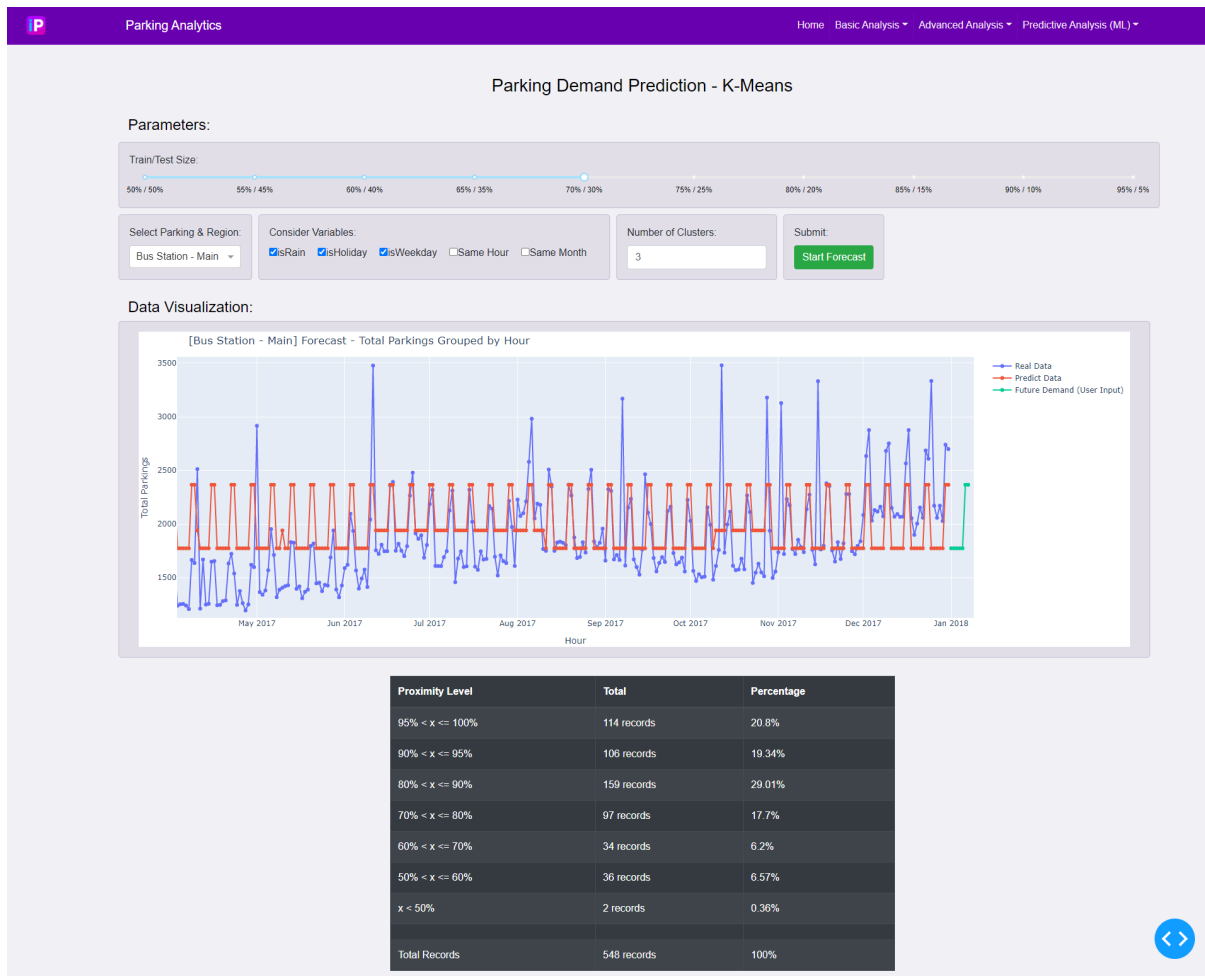 iP Parking Analytics Home Basic Analysis Advanced Analysis Predictive Analysis (ML)
Parking Demand Prediction - K-Means
Parameters:
Train/Test Size:
50% / 50% 55% / 45% 60% / 40% 65% / 35% 70% / 30% 75% / 25% 80% / 20% 85% / 15% 90% / 10% 95% / 5%
Select Parking & Region: Consider Variables: Number of Clusters: Submit:
Bus Station - Main isRain isHoliday isWeekday Same Hour Same Month 3 Start Forecast
Data Visualization:
[Bus Station - Main] Forecast - Total Parkings Grouped by Hour
3500
3000
2500
2000
1500
Total Parkings
May 2017 Jun 2017 Jul 2017 Aug 2017 Sep 2017 Oct 2017 Nov 2017 Dec 2017 Jan 2018
Hour
Real Data
Predict Data
Future Demand (User Input)
Proximity Level Total Percentage
95% < x <= 100% 114 records 20.8%
90% < x <= 95% 106 records 19.34%
80% < x <= 90% 159 records 29.01%
70% < x <= 80% 97 records 17.7%
60% < x <= 70% 34 records 6.2%
50% < x <= 60% 36 records 6.57%
x < 50% 2 records 0.36%
Total Records 548 records 100%